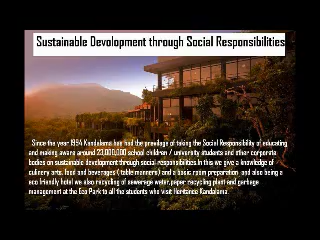 Sustainable Devolopment through Social Responsibilities
Since the year 1994 Kandalama has had the previlage of taking the Social Responsibility of educating
and making aware around 23,000,000 school children / university students and other corporate
bodies on sustainable development through social responsibilities.In this we give a knowledge of
culinary arts, food and beverages ( table manners) and a basic room preparation and also being a
eco friendly hotel we also recycling of sewerage water,paper recycling plant and garbage
management at the Eco Park to all the students who visit Heritance Kandalama.